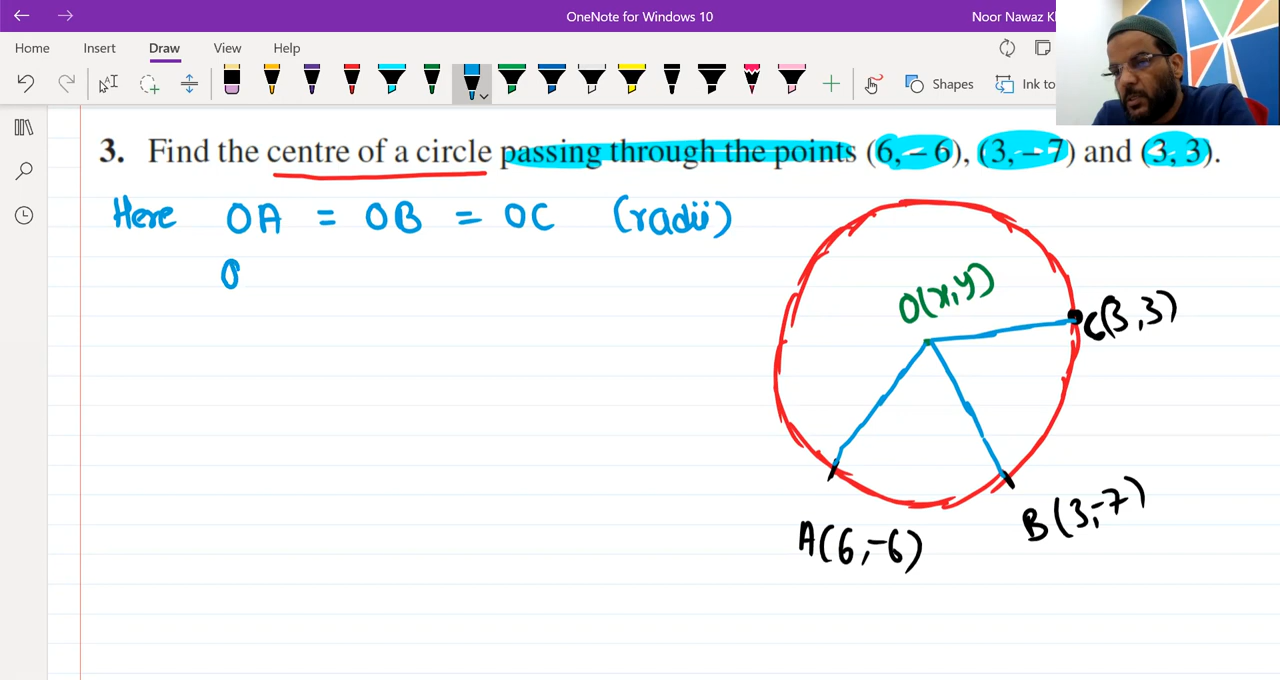 OneNote for Windows 10
Noor Nawaz
Home Insert Draw View Help
Shapes Ink to
3. Find the centre of a circle passing through the points (6, – 6), (3, – 7) and (3, 3).
Here OA = OB = OC (radii)
O
O(x,y)
C(3,3)
A(6,-6)
B(3,-7)